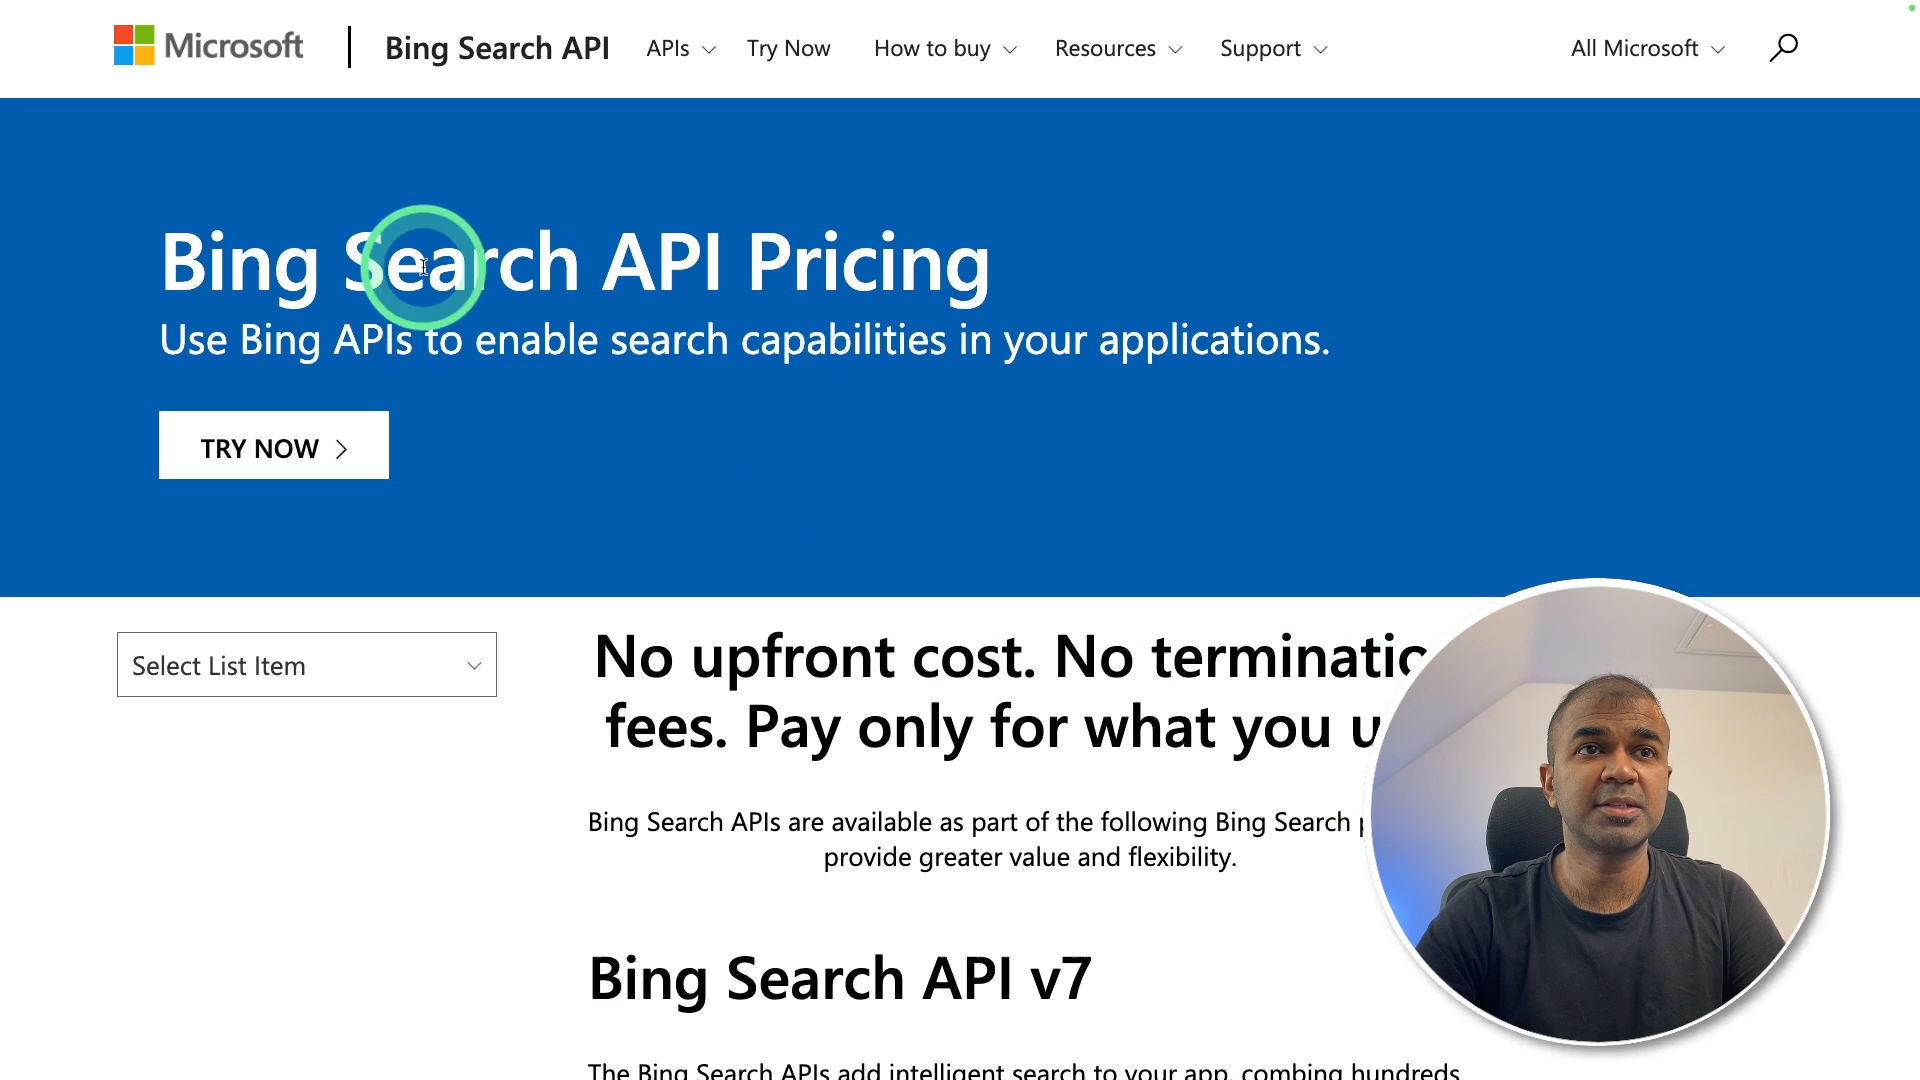 Microsoft
Bing Search API
APIs
Try Now
How to buy
Resources
Support
All Microsoft
Bing Search API Pricing
Use Bing APIs to enable search capabilities in your applications.
TRY NOW
Select List Item
No upfront cost. No terminatio
fees. Pay only for what you u
Bing Search APIs are available as part of the following Bing Search
provide greater value and flexibility.
Bing Search API v7
The Bing Search APIs add intelligent search to your app, combing hundreds